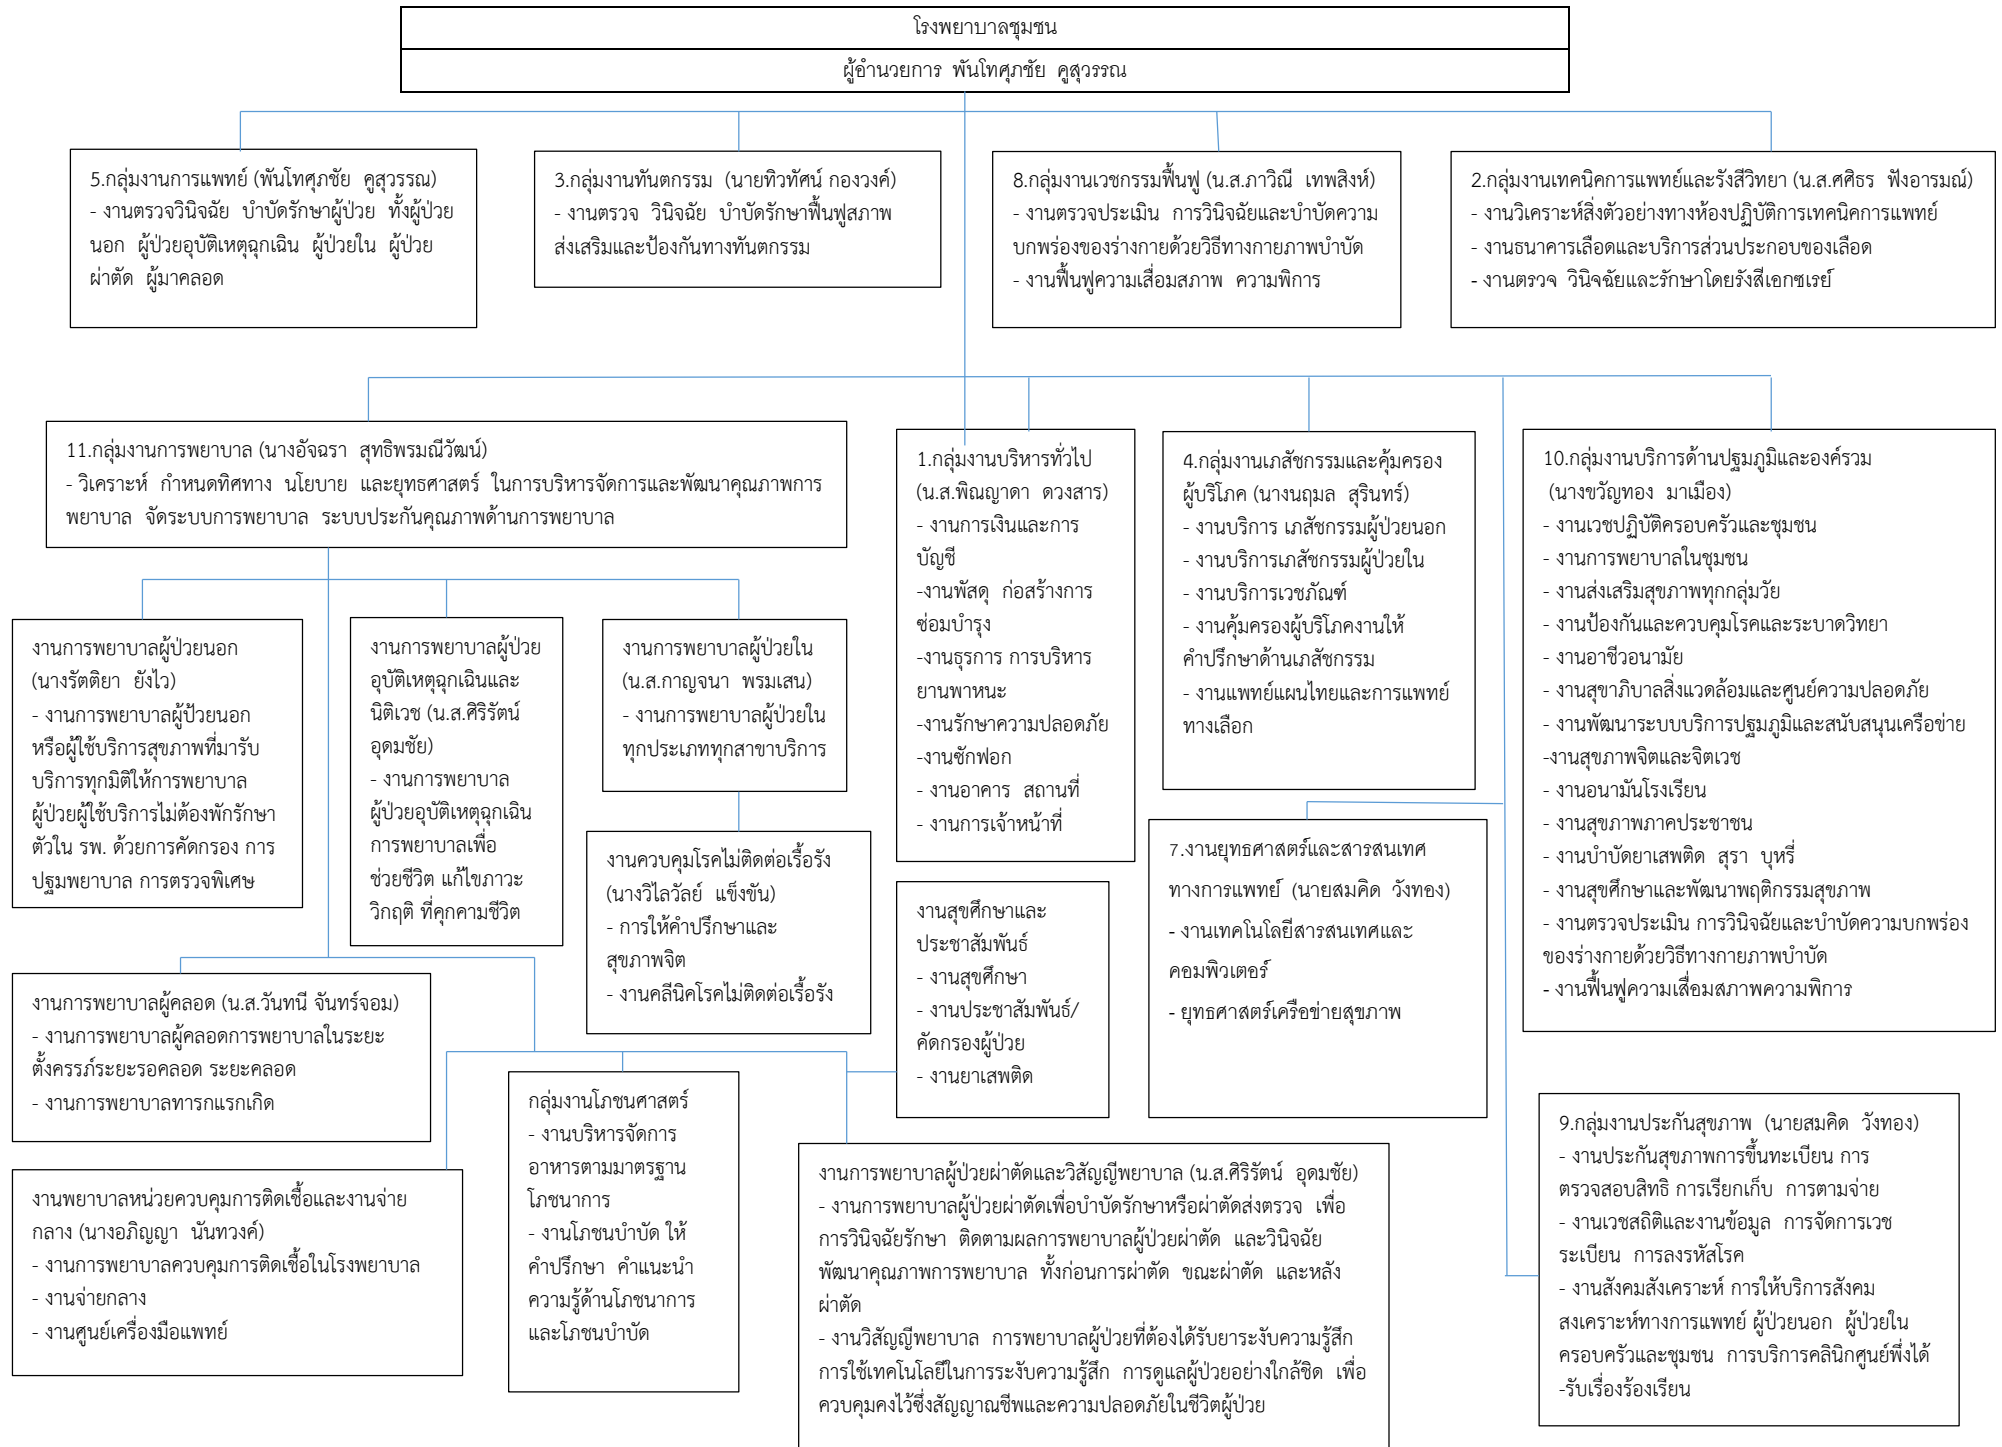 โรงพยาบาลชุมชน
ผู้อำนวยการ พันโทศุภชัย คูสุวรรณ
5.กลุ่มงานการแพทย์ (พันโทศุภชัย คูสุวรรณ)
- งานตรวจวินิจฉัย บำบัดรักษาผู้ป่วย ทั้งผู้ป่วย
นอก ผู้ป่วยอุบัติเหตุฉุกเฉิน ผู้ป่วยใน ผู้ป่วย
ผ่าตัด ผู้มาคลอด
3.กลุ่มงานทันตกรรม (นายทิวทัศน์ กองวงค์)
- งานตรวจ วินิจฉัย บำบัดรักษาฟื้นฟูสภาพ
ส่งเสริมและป้องกันทางทันตกรรม
8.กลุ่มงานเวชกรรมฟื้นฟู (น.ส.ภาวิณี เทพสิงห์)
- งานตรวจประเมิน การวินิจฉัยและบำบัดความ
บกพร่องของร่างกายด้วยวิธีทางกายภาพบำบัด
- งานฟื้นฟูความเสื่อมสภาพ ความพิการ
2.กลุ่มงานเทคนิคการแพทย์และรังสีวิทยา (น.ส.ศศิธร ฟังอารมณ์)
- งานวิเคราะห์สิ่งตัวอย่างทางห้องปฏิบัติการเทคนิคการแพทย์
- งานธนาคารเลือดและบริการส่วนประกอบของเลือด
- งานตรวจ วินิจฉัยและรักษาโดยรังสีเอกซเรย์
11.กลุ่มงานการพยาบาล (นางอัจฉรา สุทธิพรมณีวัฒน์)
- วิเคราะห์ กำหนดทิศทาง นโยบาย และยุทธศาสตร์ ในการบริหารจัดการและพัฒนาคุณภาพการ
พยาบาล จัดระบบการพยาบาล ระบบประกันคุณภาพด้านการพยาบาล
1.กลุ่มงานบริหารทั่วไป
(น.ส.พิณญาดา ดวงสาร)
- งานการเงินและการ
บัญชี
-งานพัสดุ ก่อสร้างการ
ซ่อมบำรุง
-งานธุรการ การบริหาร
ยานพาหนะ
-งานรักษาความปลอดภัย
-งานซักฟอก
- งานอาคาร สถานที่
- งานการเจ้าหน้าที่
4.กลุ่มงานเภสัชกรรมและคุ้มครอง
ผู้บริโภค (นางนฤมล สุรินทร์)
- งานบริการ เภสัชกรรมผู้ป่วยนอก
- งานบริการเภสัชกรรมผู้ป่วยใน
- งานบริการเวชภัณฑ์
- งานคุ้มครองผู้บริโภคงานให้
คำปรึกษาด้านเภสัชกรรม
- งานแพทย์แผนไทยและการแพทย์
ทางเลือก
10.กลุ่มงานบริการด้านปฐมภูมิและองค์รวม
(นางขวัญทอง มาเมือง)
- งานเวชปฏิบัติครอบครัวและชุมชน
- งานการพยาบาลในชุมชน
- งานส่งเสริมสุขภาพทุกกลุ่มวัย
- งานป้องกันและควบคุมโรคและระบาดวิทยา
- งานอาชีวอนามัย
- งานสุขาภิบาลสิ่งแวดล้อมและศูนย์ความปลอดภัย
- งานพัฒนาระบบบริการปฐมภูมิและสนับสนุนเครือข่าย
-งานสุขภาพจิตและจิตเวช
- งานอนามันโรงเรียน
- งานสุขภาพภาคประชาชน
- งานบำบัดยาเสพติด สุรา บุหรี่
- งานสุขศึกษาและพัฒนาพฤติกรรมสุขภาพ
- งานตรวจประเมิน การวินิจฉัยและบำบัดความบกพร่อง
ของร่างกายด้วยวิธีทางกายภาพบำบัด
- งานฟื้นฟูความเสื่อมสภาพความพิการ
งานการพยาบาลผู้ป่วยนอก
(นางรัตติยา ยังไว)
- งานการพยาบาลผู้ป้วยนอก
หรือผู้ใช้บริการสุขภาพที่มารับ
บริการทุกมิติให้การพยาบาล
ผู้ป่วยผู้ใช้บริการไม่ต้องพักรักษา
ตัวใน รพ. ด้วยการคัดกรอง การ
ปฐมพยาบาล การตรวจพิเศษ
งานการพยาบาลผู้ป่วย
อุบัติเหตุฉุกเฉินและ
นิติเวช (น.ส.ศิริรัตน์
อุดมชัย)
- งานการพยาบาล
ผู้ป่วยอุบัติเหตุฉุกเฉิน
การพยาบาลเพื่อ
ช่วยชีวิต แก้ไขภาวะ
วิกฤติ ที่คุกคามชีวิต
งานการพยาบาลผู้ป่วยใน
(น.ส.กาญจนา พรมเสน)
- งานการพยาบาลผู้ป่วยใน
ทุกประเภททุกสาขาบริการ
งานควบคุมโรคไม่ติดต่อเรื้อรัง
(นางวิไลวัลย์ แข็งขัน)
- การให้คำปรึกษาและ
สุขภาพจิต
- งานคลีนิคโรคไม่ติดต่อเรื้อรัง
งานสุขศึกษาและ
ประชาสัมพันธ์
- งานสุขศึกษา
- งานประชาสัมพันธ์/
คัดกรองผู้ป่วย
- งานยาเสพติด
7.งานยุทธศาสตร์และสารสนเทศ
ทางการแพทย์ (นายสมคิด วังทอง)
- งานเทคโนโลยีสารสนเทศและ
คอมพิวเตอร์
- ยุทธศาสตร์เครือข่ายสุขภาพ
งานการพยาบาลผู้คลอด (น.ส.วันทนี จันทร์จอม)
- งานการพยาบาลผู้คลอดการพยาบาลในระยะ
ตั้งครรภ์ระยะรอคลอด ระยะคลอด
- งานการพยาบาลทารกแรกเกิด
งานพยาบาลหน่วยควบคุมการติดเชื้อและงานจ่าย
กลาง (นางอภิญญา นันทวงค์)
- งานการพยาบาลควบคุมการติดเชื้อในโรงพยาบาล
- งานจ่ายกลาง
- งานศูนย์เครื่องมือแพทย์
กลุ่มงานโภชนศาสตร์
- งานบริหารจัดการ
อาหารตามมาตรฐาน
โภชนาการ
- งานโภชนบำบัด ให้
คำปรึกษา คำแนะนำ
ความรู้ด้านโภชนาการ
และโภชนบำบัด
งานการพยาบาลผู้ป่วยผ่าตัดและวิสัญญีพยาบาล (น.ส.ศิริรัตน์ อุดมชัย)
- งานการพยาบาลผู้ป่วยผ่าตัดเพื่อบำบัดรักษาหรือผ่าตัดส่งตรวจ เพื่อ
การวินิจฉัยรักษา ติดตามผลการพยาบาลผู้ป่วยผ่าตัด และวินิจฉัย
พัฒนาคุณภาพการพยาบาล ทั้งก่อนการผ่าตัด ขณะผ่าตัด และหลัง
ผ่าตัด
- งานวิสัญญีพยาบาล การพยาบาลผู้ป่วยที่ต้องได้รับยาระงับความรู้สึก
การใช้เทคโนโลยีในการระงับความรู้สึก การดูแลผู้ป่วยอย่างใกล้ชิด เพื่อ
ควบคุมคงไว้ซึ่งสัญญาณชีพและความปลอดภัยในชีวิตผู้ป่วย
9.กลุ่มงานประกันสุขภาพ (นายสมคิด วังทอง)
- งานประกันสุขภาพการขึ้นทะเบียน การ
ตรวจสอบสิทธิ การเรียกเก็บ การตามจ่าย
- งานเวชสถิติและงานข้อมูล การจัดการเวช
ระเบียน การลงรหัสโรค
- งานสังคมสังเคราะห์ การให้บริการสังคม
สงเคราะห์ทางการแพทย์ ผู้ป่วยนอก ผู้ป่วยใน
ครอบครัวและชุมชน การบริการคลินิกศูนย์พึ่งได้
-รับเรื่องร้องเรียน